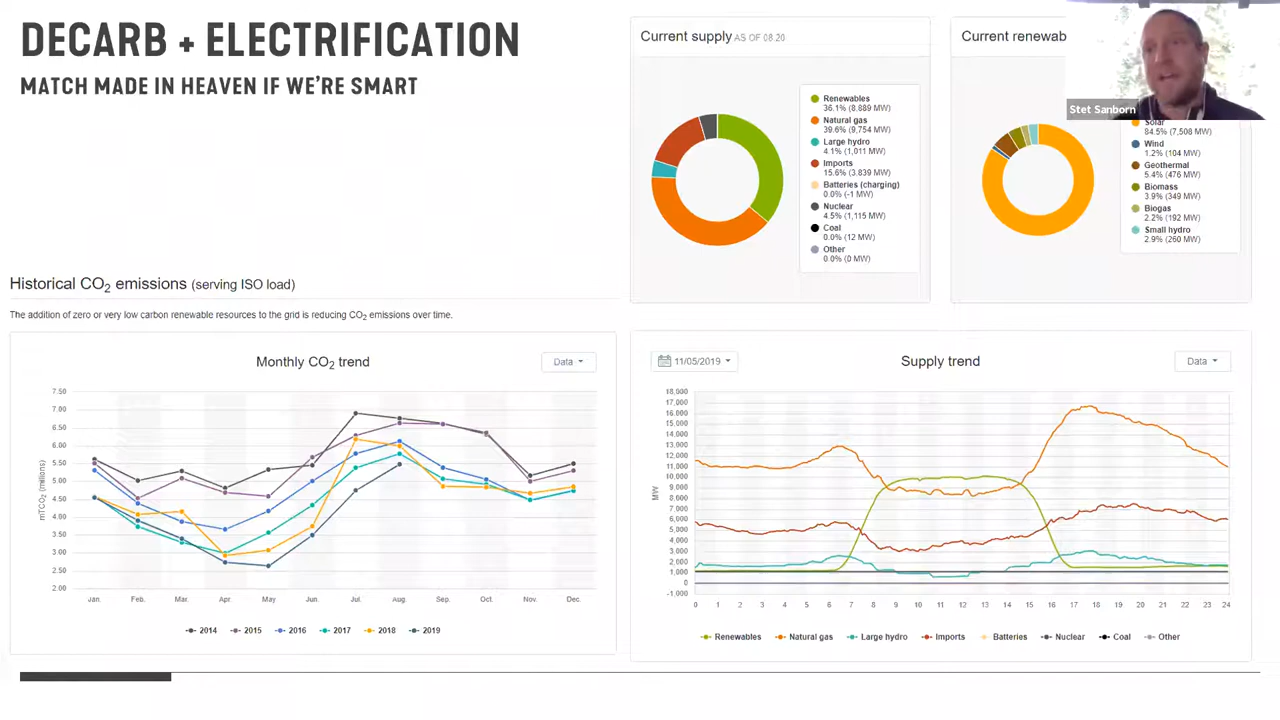 DECARB + ELECTRIFICATION
MATCH MADE IN HEAVEN IF WE'RE SMART
Current supply AS OF 08:20
Renewables
36.1% (8,889 MW)
Natural gas
39.6% (9,754 MW)
Large hydro
4.1% (1,011 MW)
Imports
15.6% (3,839 MW)
Batteries (charging)
0.0% (-1 MW)
Nuclear
4.5% (1,115 MW)
Coal
0.0% (12 MW)
Other
0.0% (0 MW)
Current renewab
Stet Sanborn
Solar
84.5% (7,508 MW)
Wind
1.2% (104 MW)
Geothermal
5.4% (476 MW)
Biomass
3.9% (349 MW)
Biogas
2.2% (192 MW)
Small hydro
2.9% (260 MW)
Historical CO2 emissions (serving ISO load)
The addition of zero or very low carbon renewable resources to the grid is reducing CO2 emissions over time.
Monthly CO2 trend
Data
mTCO2 (millions)
7.50
7.00
6.50
6.00
5.50
5.00
4.50
4.00
3.50
3.00
2.50
2.00
Jan. Feb. Mar. Apr. May Jun. Jul. Aug. Sep. Oct. Nov. Dec.
2014 2015 2016 2017 2018 2019
11/05/2019
Supply trend
Data
MW
18,000
17,000
16,000
15,000
14,000
13,000
12,000
11,000
10,000
9,000
8,000
7,000
6,000
5,000
4,000
3,000
2,000
1,000
0
-1,000
0 1 2 3 4 5 6 7 8 9 10 11 12 13 14 15 16 17 18 19 20 21 22 23 24
Renewables Natural gas Large hydro Imports Batteries Nuclear Coal Other